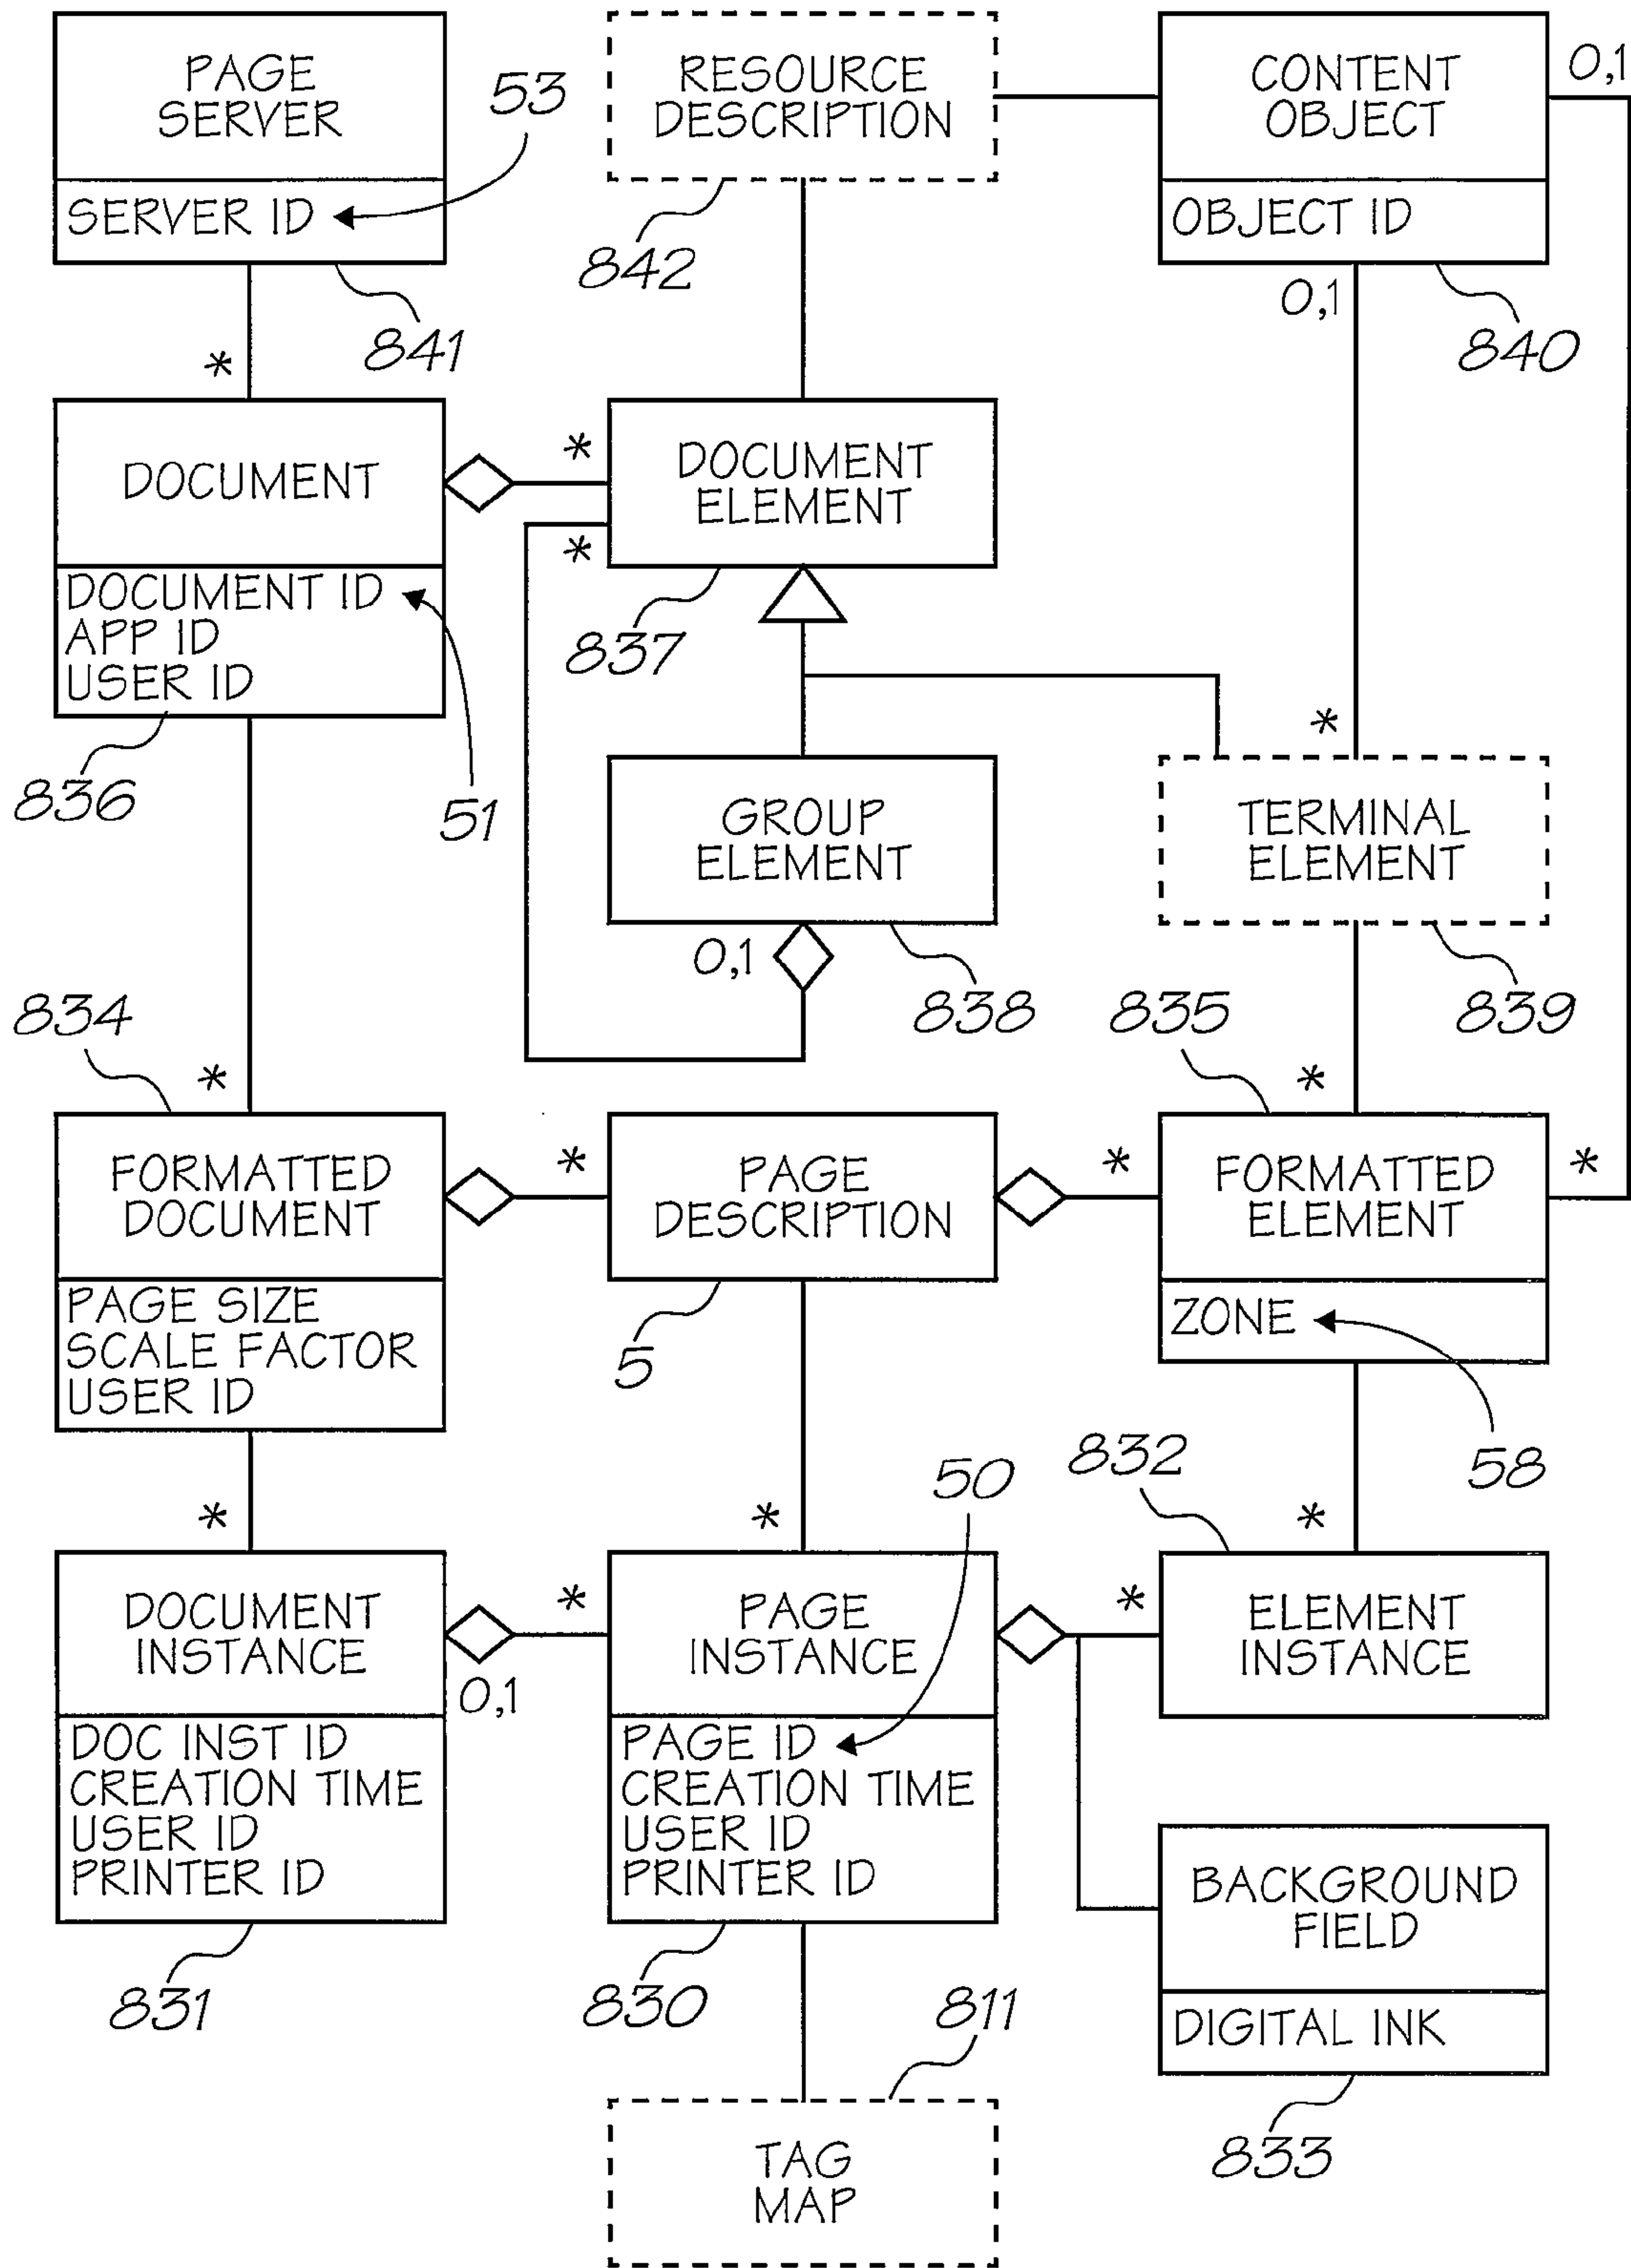 PAGE
SERVER
SERVER ID
53
841
RESOURCE
DESCRIPTION
842
CONTENT
OBJECT
OBJECT ID
0,1
0,1
840
*
DOCUMENT
DOCUMENT ID
APP ID
USER ID
836
51
*
*
DOCUMENT
ELEMENT
837
GROUP
ELEMENT
0,1
838
*
TERMINAL
ELEMENT
839
834
*
FORMATTED
DOCUMENT
PAGE SIZE
SCALE FACTOR
USER ID
*
PAGE
DESCRIPTION
5
835
*
*
*
FORMATTED
ELEMENT
ZONE
58
*
DOCUMENT
INSTANCE
DOC INST ID
CREATION TIME
USER ID
PRINTER ID
831
0,1
*
*
50
PAGE
INSTANCE
PAGE ID
CREATION TIME
USER ID
PRINTER ID
830
832
*
*
ELEMENT
INSTANCE
BACKGROUND
FIELD
DIGITAL INK
833
811
TAG
MAP